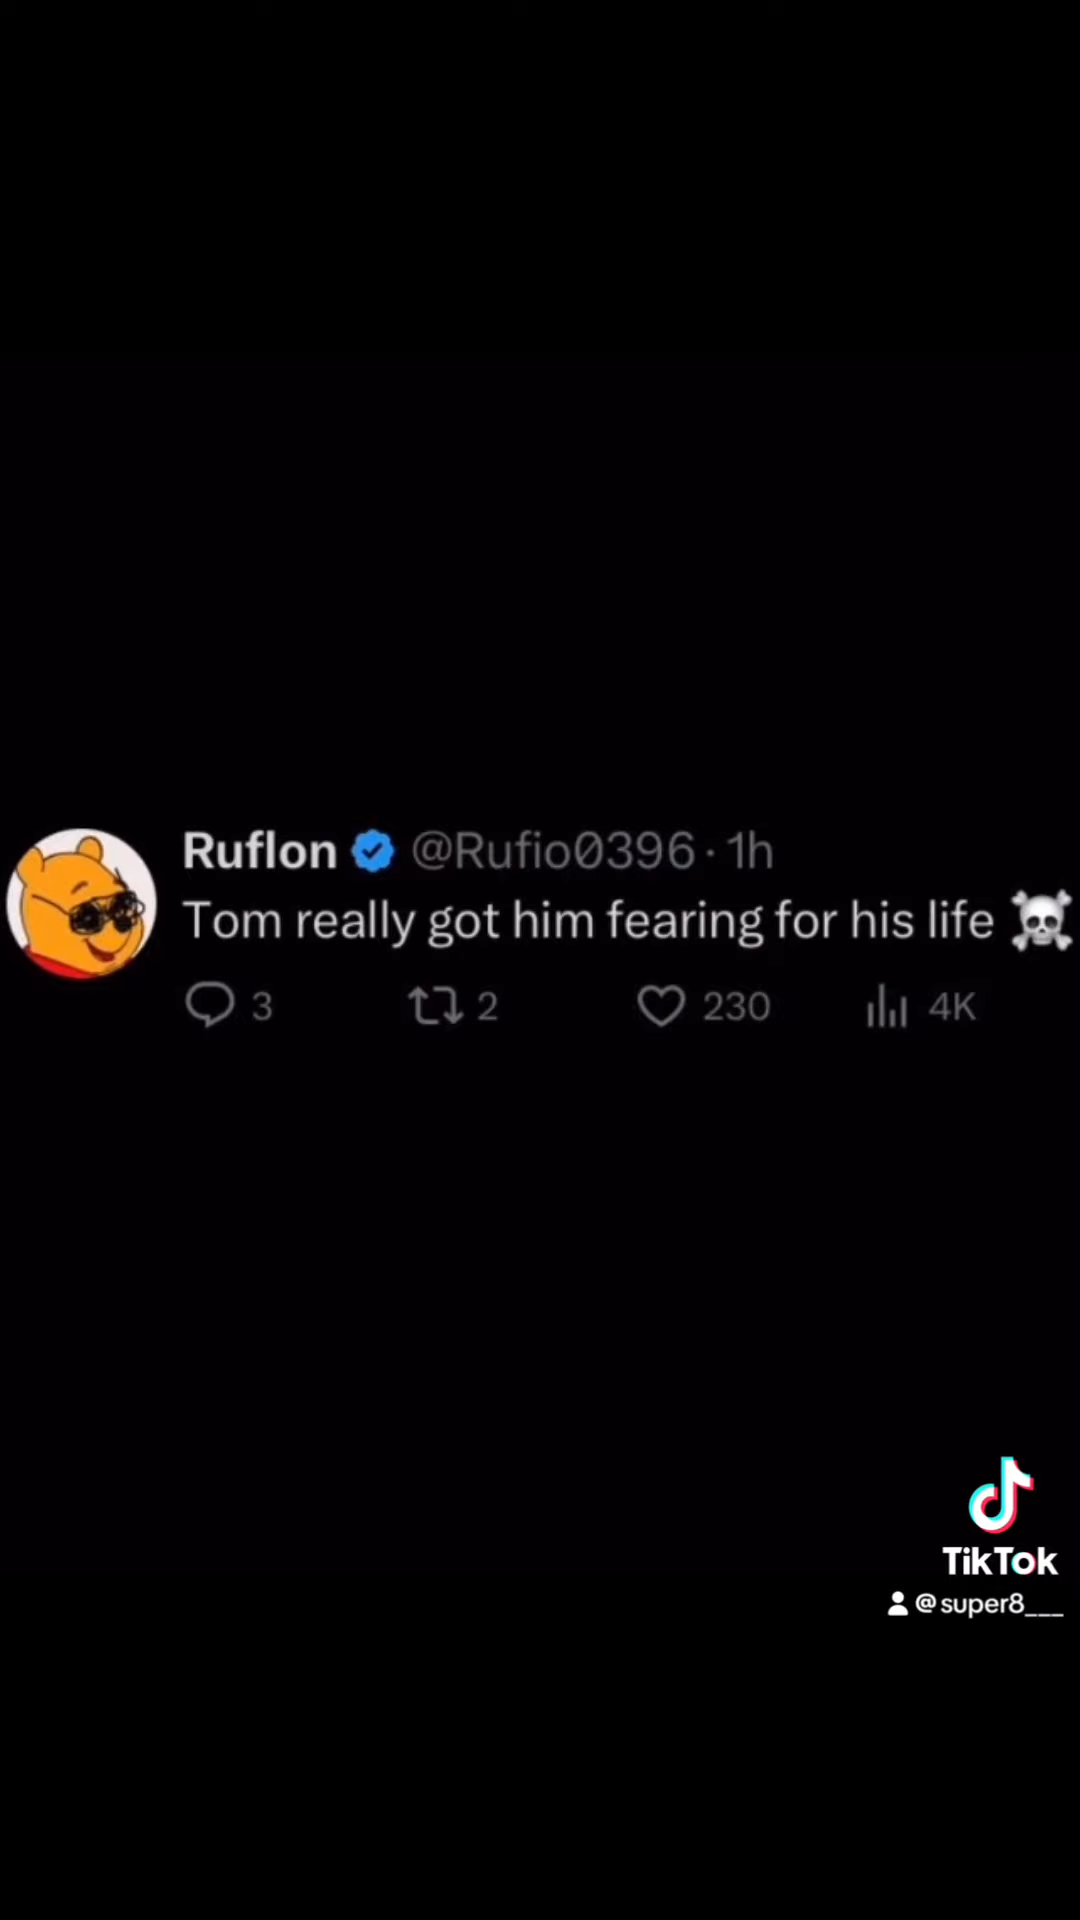 Ruflon @Rufio0396 · 1h
Tom really got him fearing for his life ☠️
3 2 230 4K
TikTok
@super8___